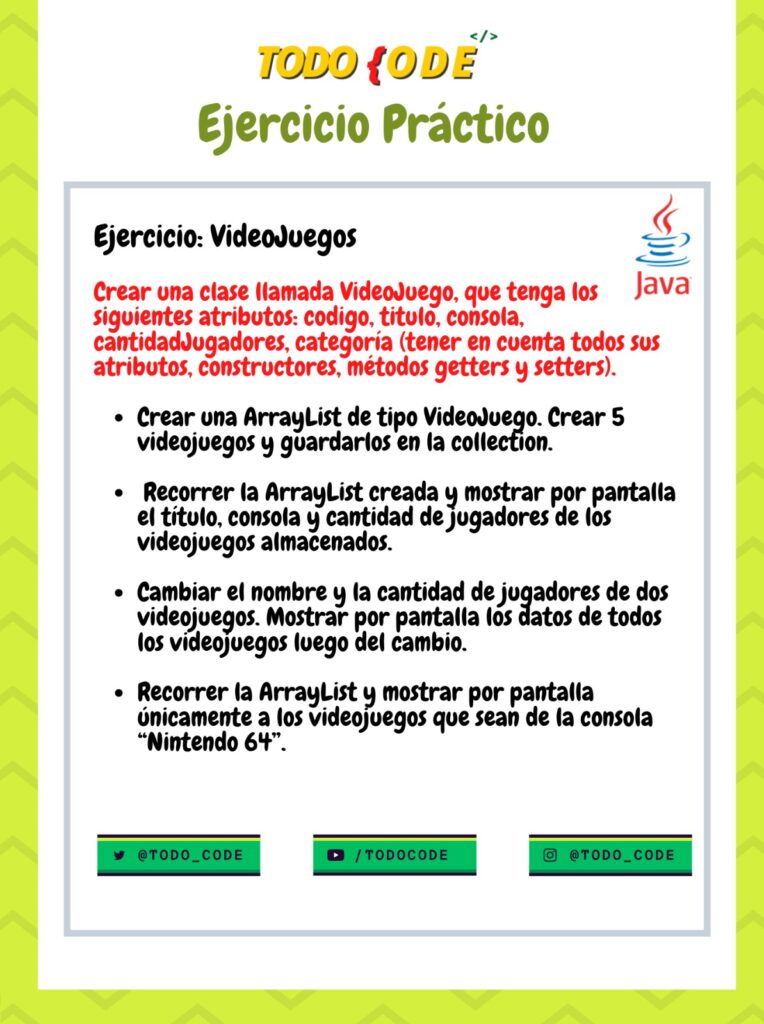 </>
TODO {ODE
Ejercicio Práctico
Ejercicio: VideoJuegos
Java
Crear una clase llamada VideoJuego, que tenga los
siguientes atributos: codigo, titulo, consola,
cantidadJugadores, categoría (tener en cuenta todos sus
atributos, constructores, métodos getters y setters).
• Crear una ArrayList de tipo VideoJuego. Crear 5
videojuegos y guardarlos en la collection.
• Recorrer la ArrayList creada y mostrar por pantalla
el título, consola y cantidad de jugadores de los
videojuegos almacenados.
• Cambiar el nombre y la cantidad de jugadores de dos
videojuegos. Mostrar por pantalla los datos de todos
los videojuegos luego del cambio.
• Recorrer la ArrayList y mostrar por pantalla
únicamente a los videojuegos que sean de la consola
“Nintendo 64”.
@TODO_CODE
/TODOCODE
@TODO_CODE